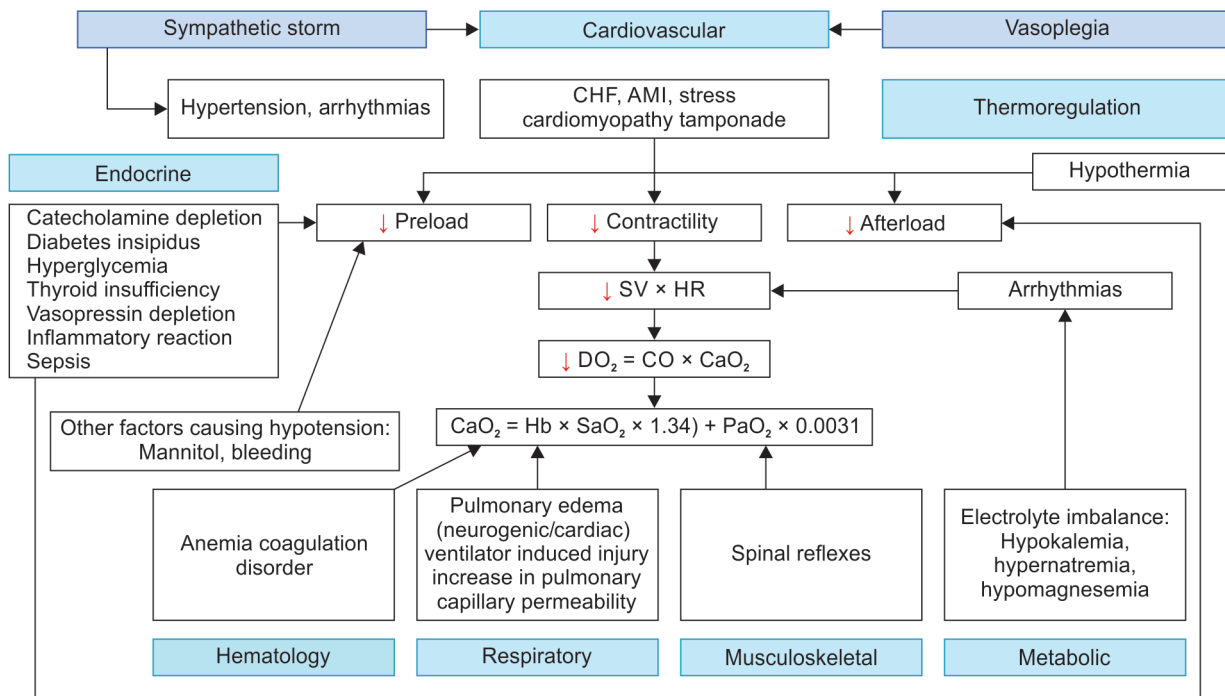 Sympathetic storm
Cardiovascular
Vasoplegia
Hypertension, arrhythmias
CHF, AMI, stress
cardiomyopathy tamponade
Thermoregulation
Endocrine
Hypothermia
Catecholamine depletion
Diabetes insipidus
Hyperglycemia
Thyroid insufficiency
Vasopressin depletion
Inflammatory reaction
Sepsis
↓ Preload
↓ Contractility
↓ Afterload
↓ SV × HR
Arrhythmias
↓ DO₂ = CO × CaO₂
Other factors causing hypotension:
Mannitol, bleeding
CaO₂ = Hb × SaO₂ × 1.34) + PaO₂ × 0.0031
Anemia coagulation
disorder
Pulmonary edema
(neurogenic/cardiac)
ventilator induced injury
increase in pulmonary
capillary permeability
Spinal reflexes
Electrolyte imbalance:
Hypokalemia,
hypernatremia,
hypomagnesemia
Hematology
Respiratory
Musculoskeletal
Metabolic